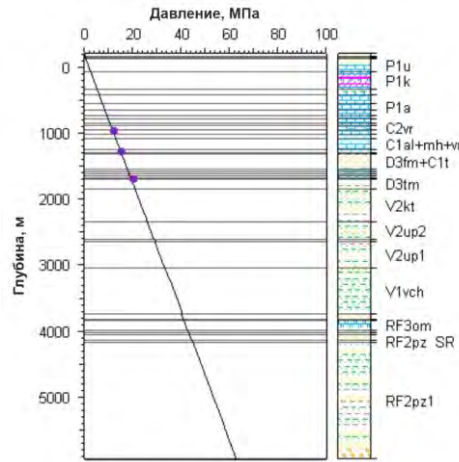 Давление, МПа
0 20 40 60 80 100
Глубина, м
0
1000
2000
3000
4000
5000
P1u
P1k
P1a
C2vr
C1al+mh+v
D3fm+C1t
D3tm
V2kt
V2up2
V2up1
V1vch
RF3om
RF2pz SR
RF2pz1